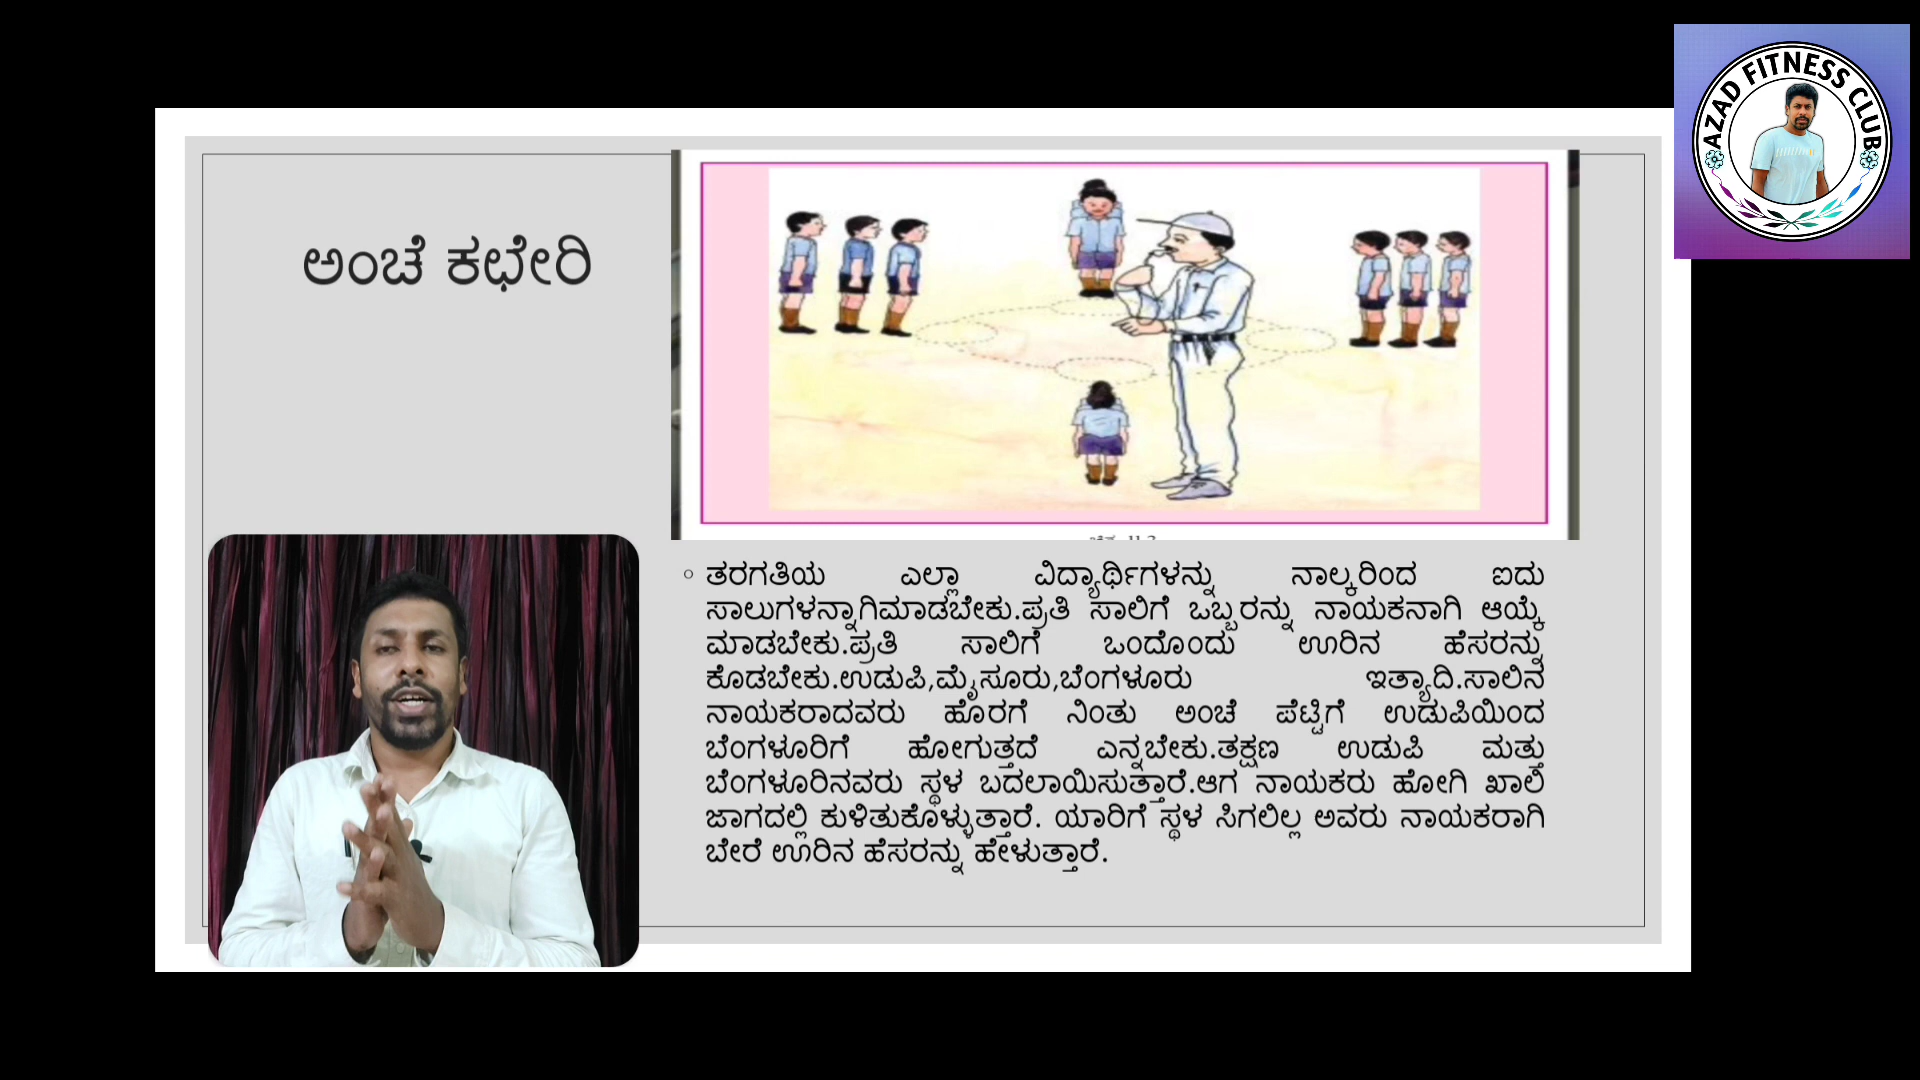 AZAD FITNESS CLUB
ಅಂಚೆ ಕಛೇರಿ
ತರಗತಿಯ ಎಲ್ಲಾ ವಿದ್ಯಾರ್ಥಿಗಳನ್ನು ನಾಲ್ಕರಿಂದ ಐದು
ಸಾಲುಗಳನ್ನಾಗಿಮಾಡಬೇಕು.ಪ್ರತಿ ಸಾಲಿಗೆ ಒಬ್ಬರನ್ನು ನಾಯಕನಾಗಿ ಆಯ್ಕೆ
ಮಾಡಬೇಕು.ಪ್ರತಿ ಸಾಲಿಗೆ ಒಂದೊಂದು ಊರಿನ ಹೆಸರನ್ನು
ಕೊಡಬೇಕು.ಉಡುಪಿ,ಮೈಸೂರು,ಬೆಂಗಳೂರು ಇತ್ಯಾದಿ.ಸಾಲಿನ
ನಾಯಕರಾದವರು ಹೊರಗೆ ನಿಂತು ಅಂಚೆ ಪೆಟ್ಟಿಗೆ ಉಡುಪಿಯಿಂದ
ಬೆಂಗಳೂರಿಗೆ ಹೋಗುತ್ತದೆ ಎನ್ನಬೇಕು.ತಕ್ಷಣ ಉಡುಪಿ ಮತ್ತು
ಬೆಂಗಳೂರಿನವರು ಸ್ಥಳ ಬದಲಾಯಿಸುತ್ತಾರೆ.ಆಗ ನಾಯಕರು ಹೋಗಿ ಖಾಲಿ
ಜಾಗದಲ್ಲಿ ಕುಳಿತುಕೊಳ್ಳುತ್ತಾರೆ. ಯಾರಿಗೆ ಸ್ಥಳ ಸಿಗಲಿಲ್ಲ ಅವರು ನಾಯಕರಾಗಿ
ಬೇರೆ ಊರಿನ ಹೆಸರನ್ನು ಹೇಳುತ್ತಾರೆ.